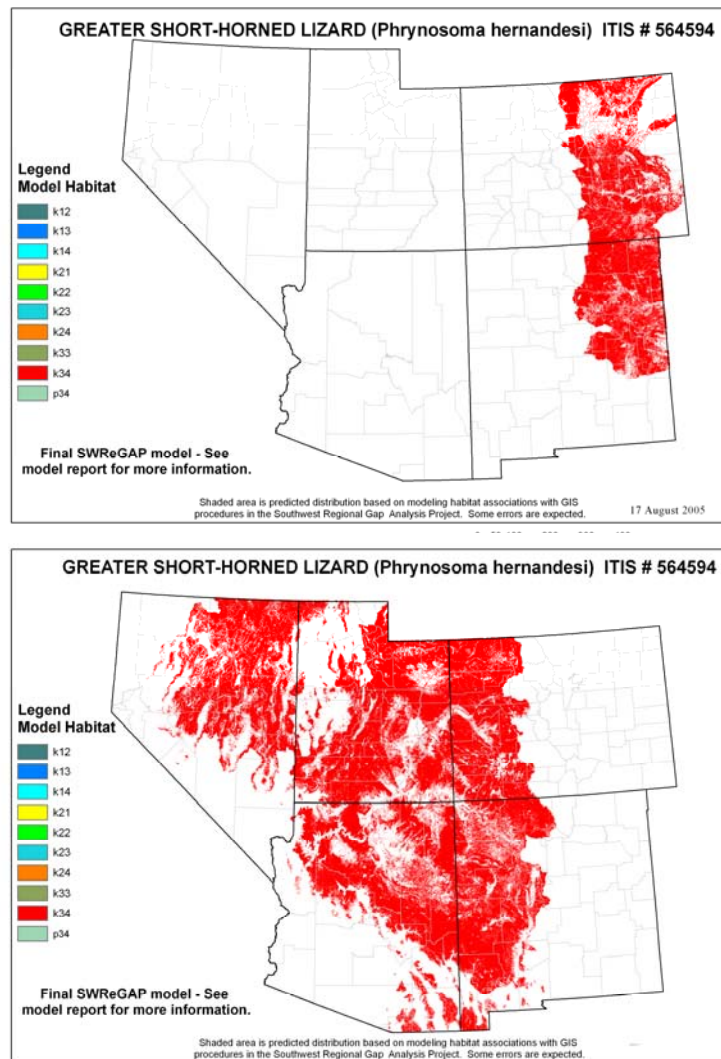 GREATER SHORT-HORNED LIZARD (Phrynosoma hernandesi) ITIS # 564594
Legend
Model Habitat
k12
k13
k14
k21
k22
k23
k24
k33
k34
p34
Final SWReGAP model - See
model report for more information.
Shaded area is predicted distribution based on modeling habitat associations with GIS
procedures in the Southwest Regional Gap Analysis Project. Some errors are expected.
17 August 2005
GREATER SHORT-HORNED LIZARD (Phrynosoma hernandesi) ITIS # 564594
Legend
Model Habitat
k12
k13
k14
k21
k22
k23
k24
k33
k34
p34
Final SWReGAP model - See
model report for more information.
Shaded area is predicted distribution based on modeling habitat associations with GIS
procedures in the Southwest Regional Gap Analysis Project. Some errors are expected.